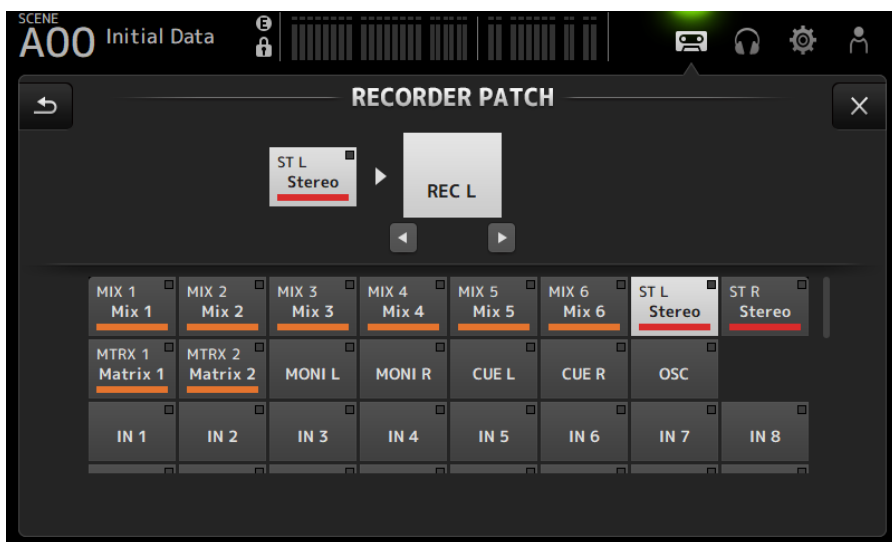 SCENE
A00 Initial Data E
RECORDER PATCH
ST L
Stereo
REC L
MIX 1 MIX 2 MIX 3 MIX 4 MIX 5 MIX 6 ST L ST R
Mix 1 Mix 2 Mix 3 Mix 4 Mix 5 Mix 6 Stereo Stereo
MTRX 1 MTRX 2
Matrix 1 Matrix 2 MONI L MONI R CUE L CUE R OSC
IN 1 IN 2 IN 3 IN 4 IN 5 IN 6 IN 7 IN 8